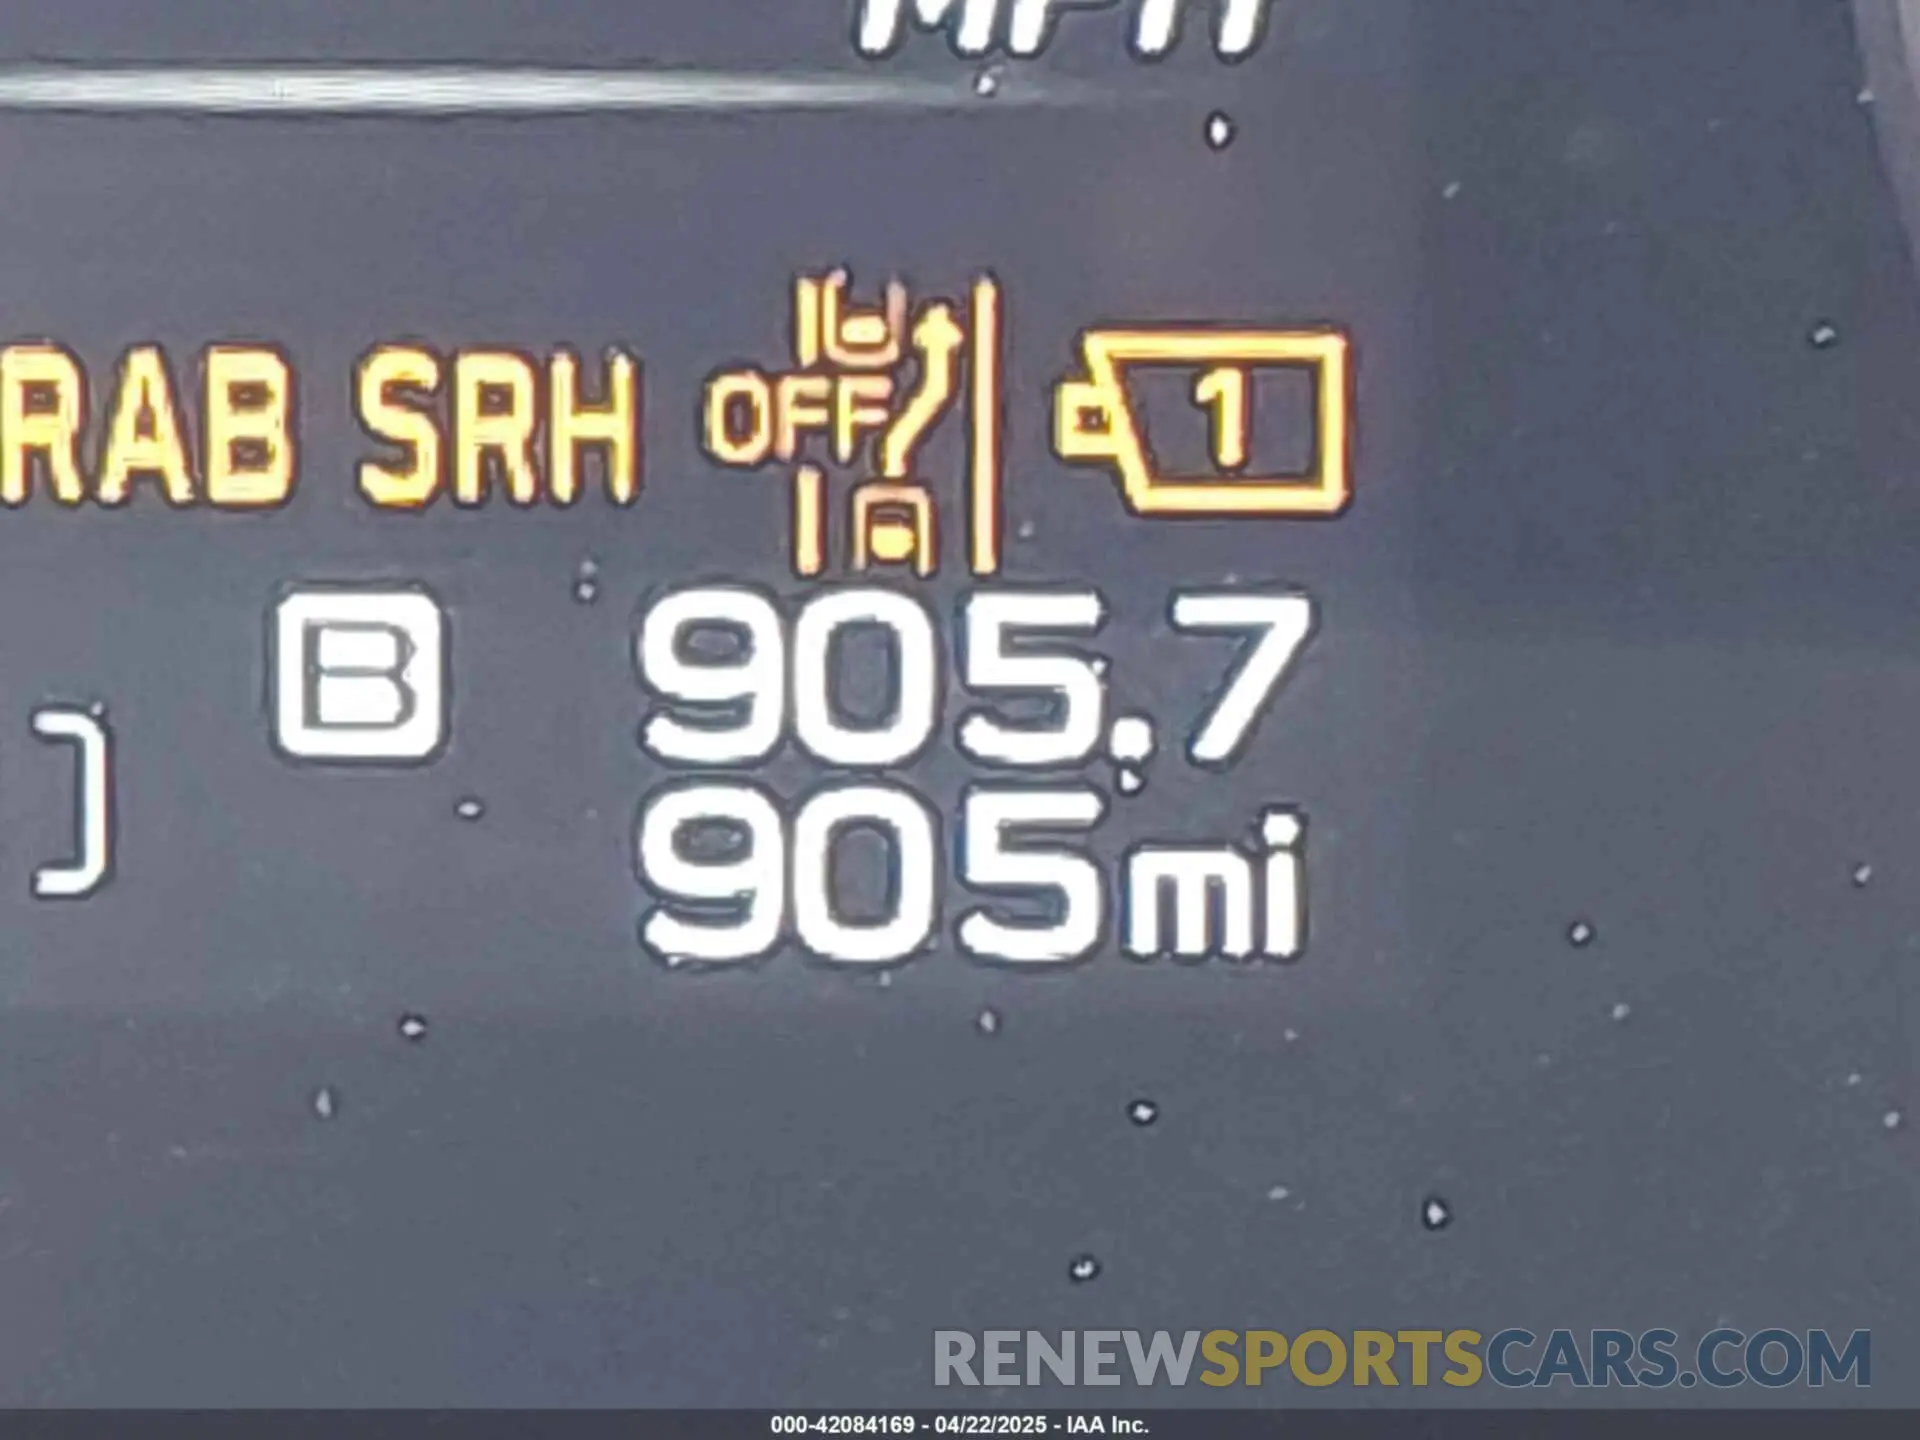 MPH
RAB SRH OFF 1
B 905.7
905mi
RENEWSPORTSCARS.COM
000-42084169 - 04/22/2025 - IAA Inc.